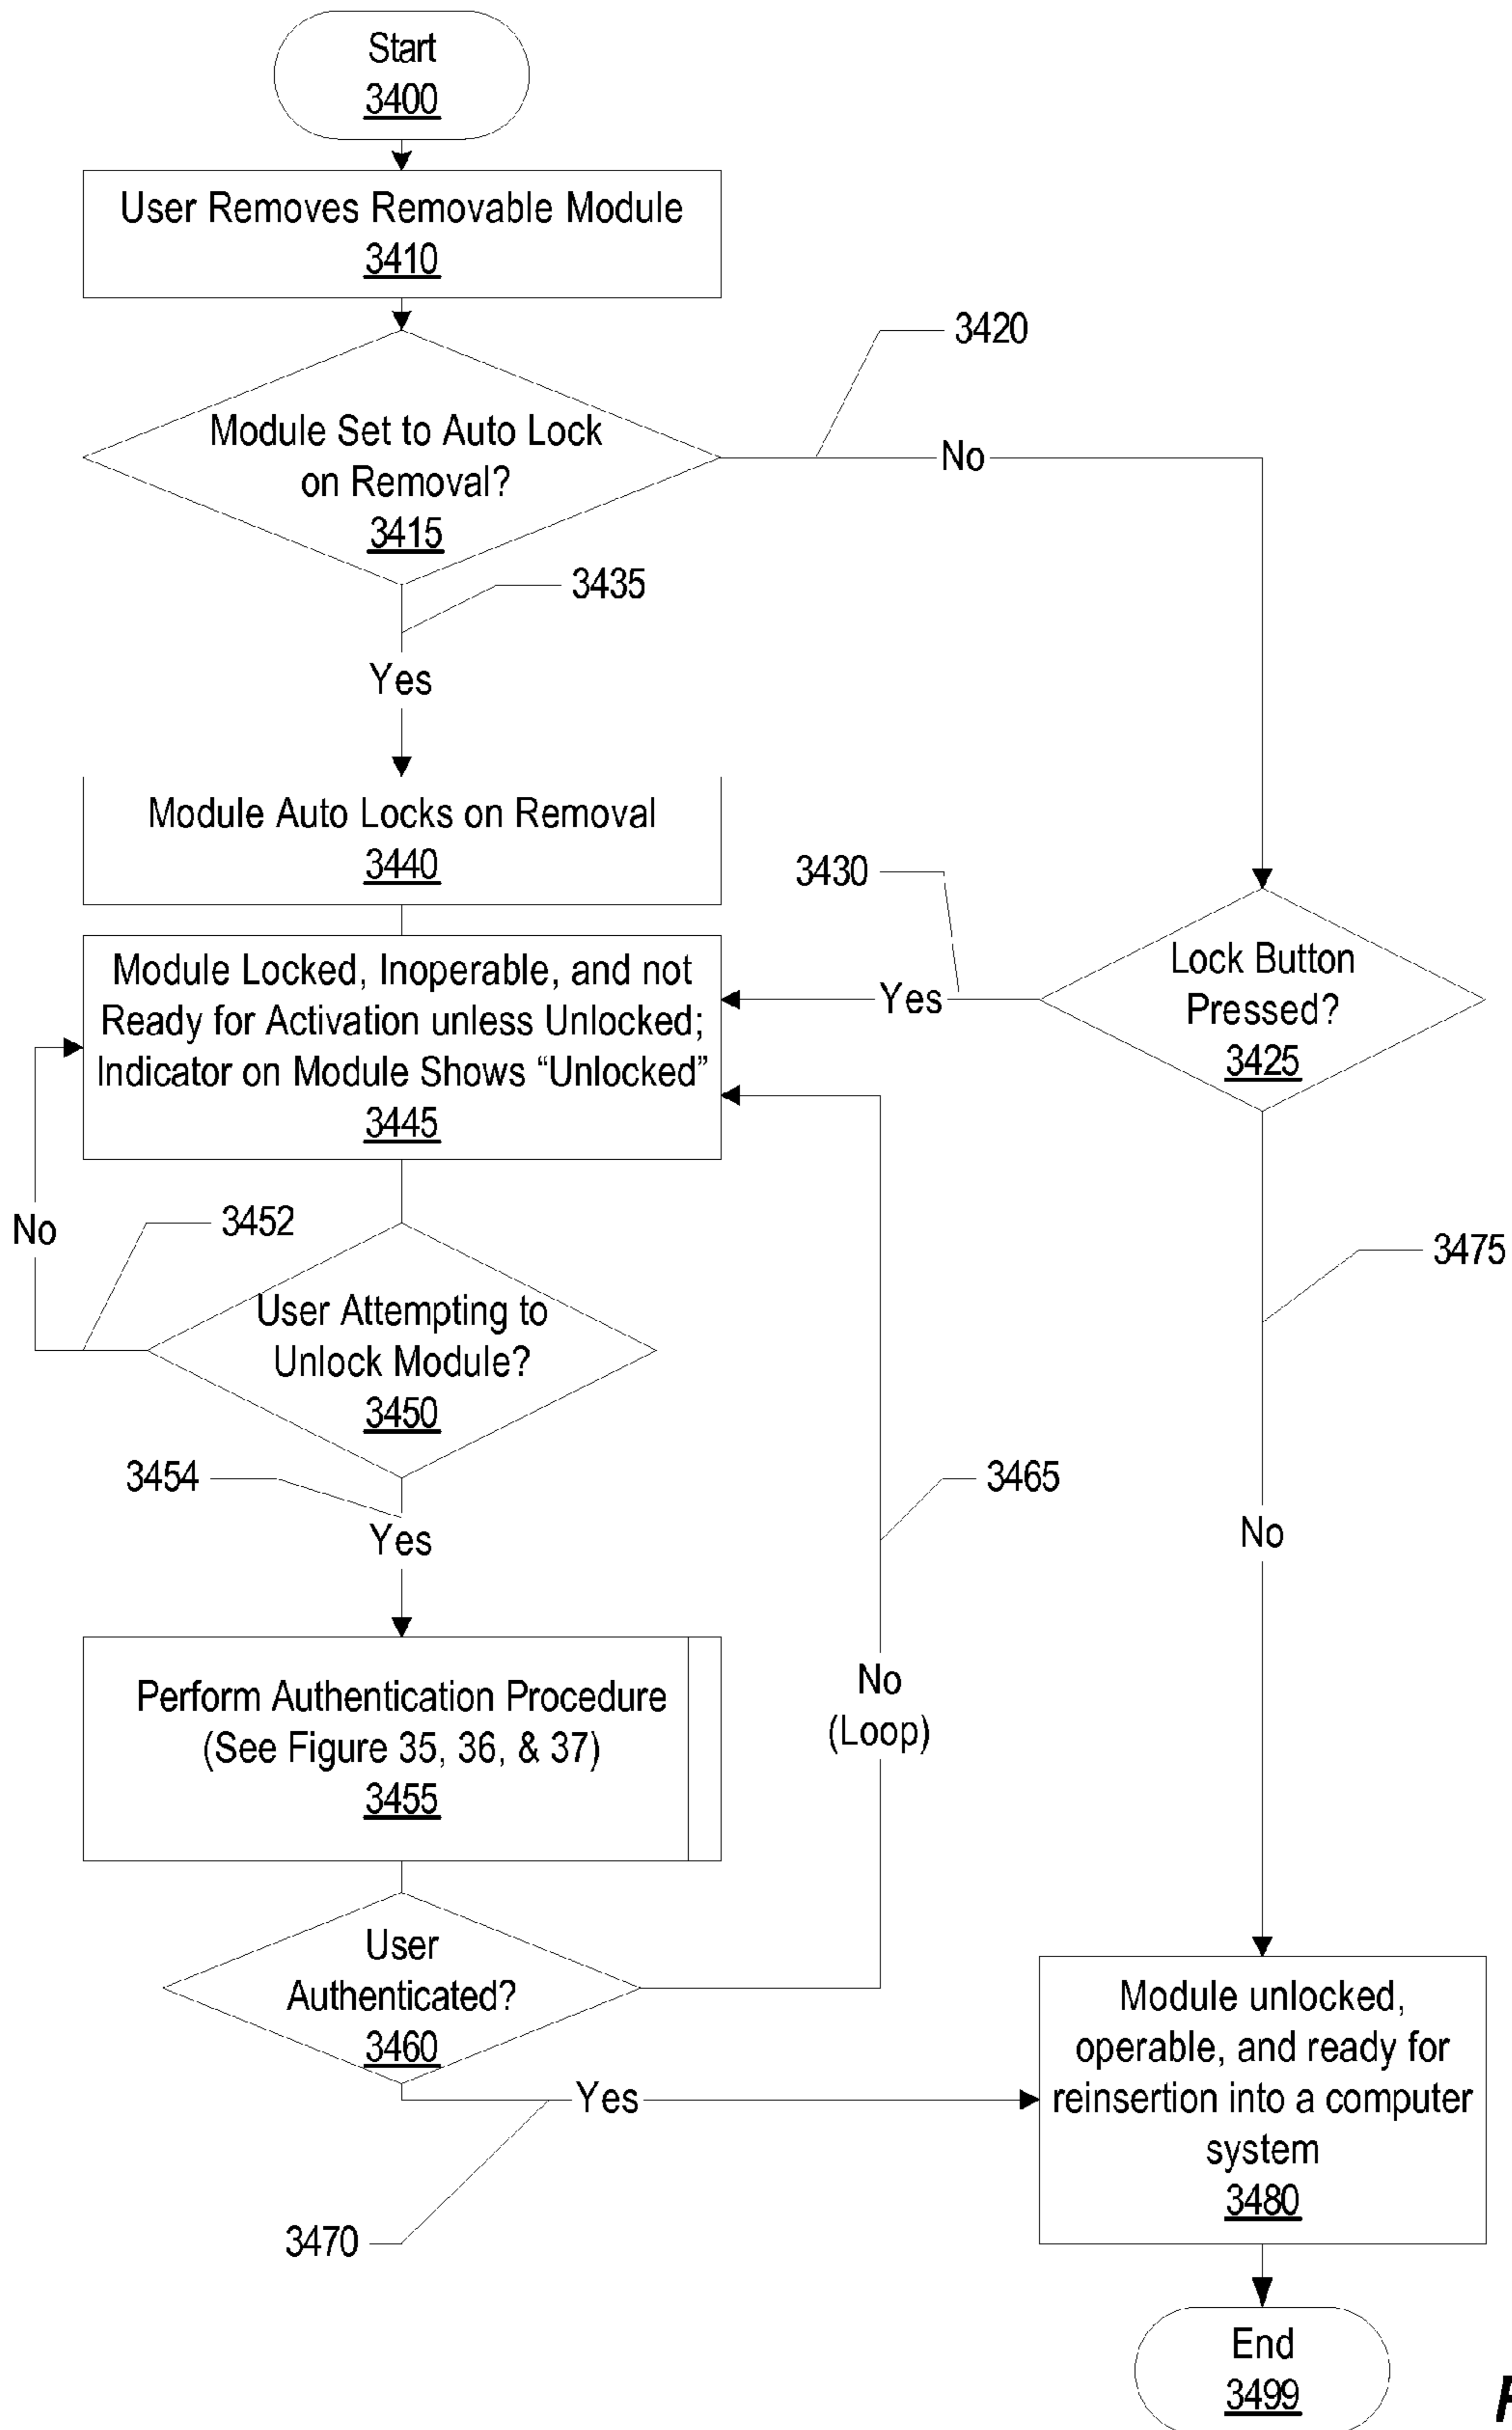 Start
3400
User Removes Removable Module
3410
3420
Module Set to Auto Lock
on Removal?
3415
No
3435
Yes
Module Auto Locks on Removal
3440
3430
Lock Button
Pressed?
3425
Yes
Module Locked, Inoperable, and not
Ready for Activation unless Unlocked;
Indicator on Module Shows “Unlocked”
3445
No
3452
3475
User Attempting to
Unlock Module?
3450
3454
Yes
3465
No
Perform Authentication Procedure
(See Figure 35, 36, & 37)
3455
No
(Loop)
User
Authenticated?
3460
Yes
3470
Module unlocked,
operable, and ready for
reinsertion into a computer
system
3480
End
3499